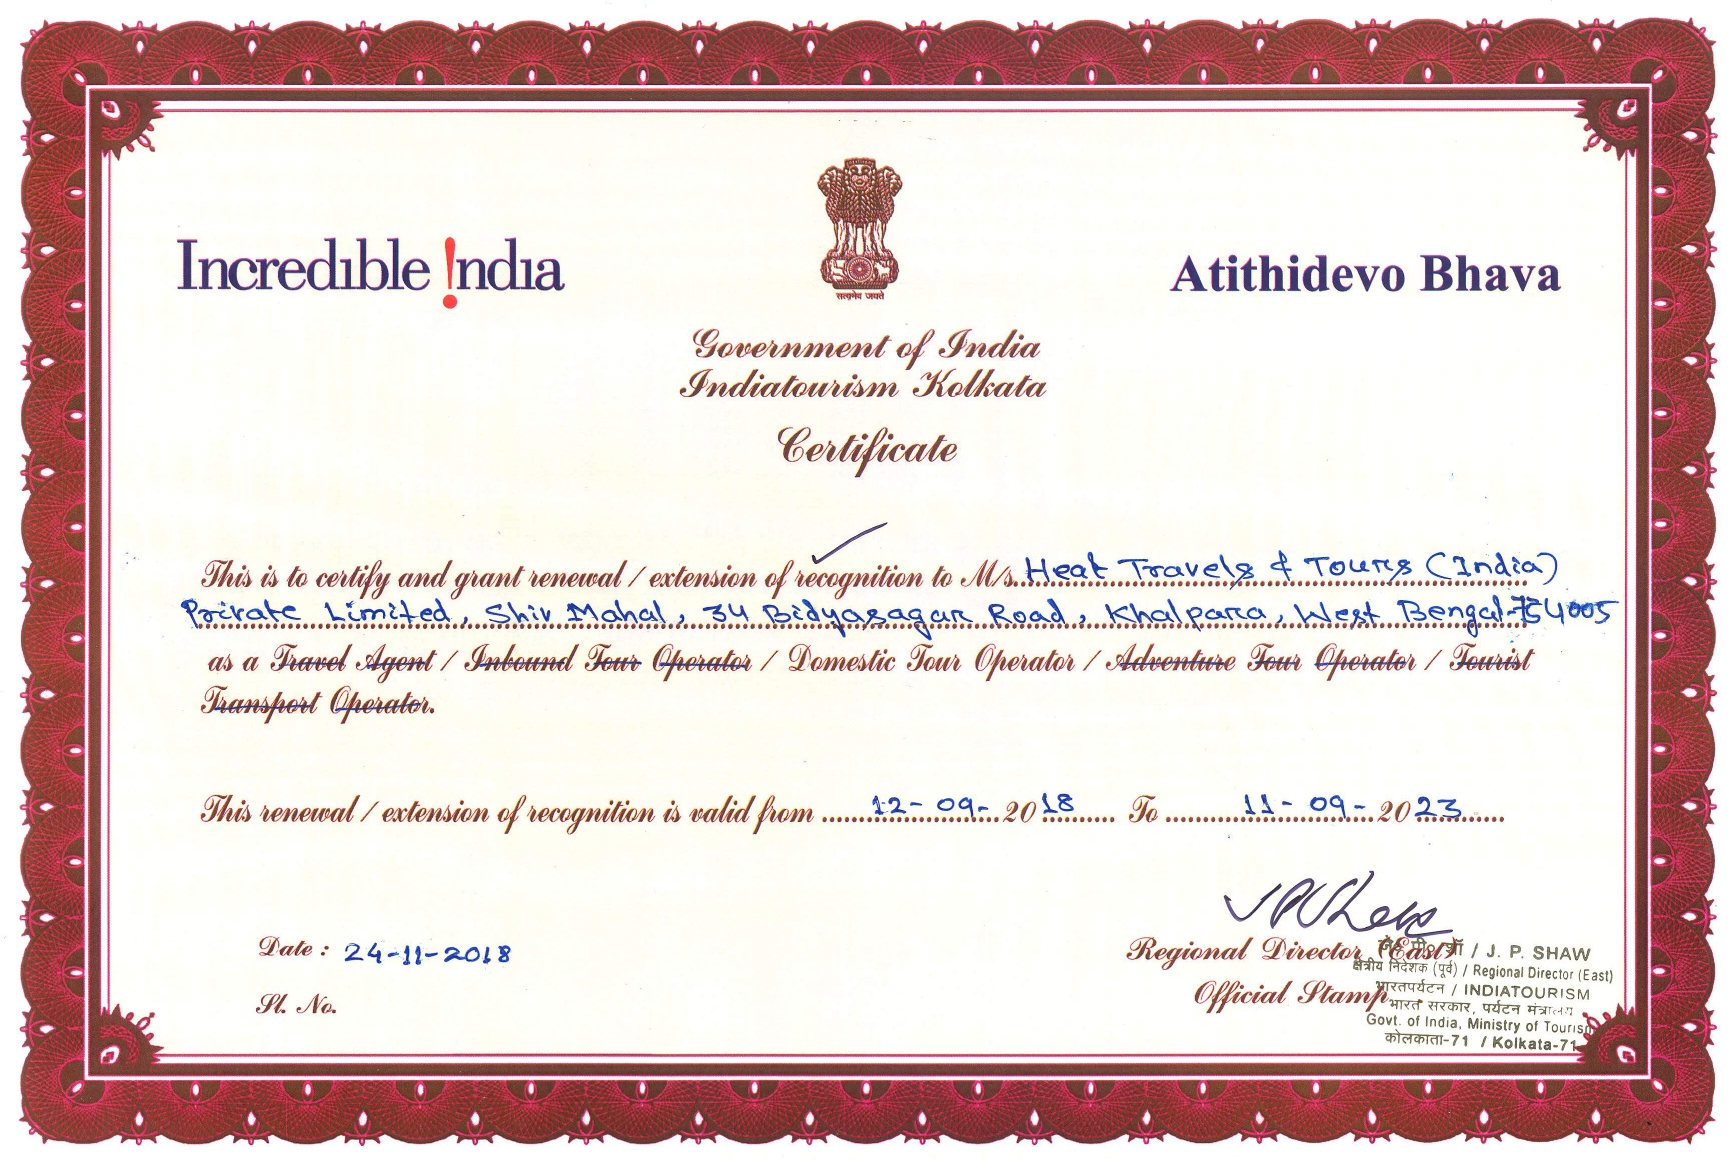 सत्यमेव जयते
Incredible !ndia
Atithidevo Bhava
Government of India
Indiatourism Kolkata
Certificate
This is to certify and grant renewal / extension of recognition to M/s. Heat Travels & Tours (India)
Private Limited, Shiv Mahal, 34 Bidyasagar Road, Khalpara, West Bengal-734005
as a Travel Agent / Inbound Tour Operator / Domestic Tour Operator / Adventure Tour Operator / Tourist
Transport Operator.
This renewal / extension of recognition is valid from 12-09-2018 To 11-09-2023
Date : 24-11-2018
Sl. No.
Regional Director (East)
Official Stamp
जे० पी० शॉ / J. P. SHAW
क्षेत्रीय निदेशक (पूर्व) / Regional Director (East)
भारतपर्यटन / INDIATOURISM
भारत सरकार, पर्यटन मंत्रालय
Govt. of India, Ministry of Tourism
कोलकाता-71 / Kolkata-71